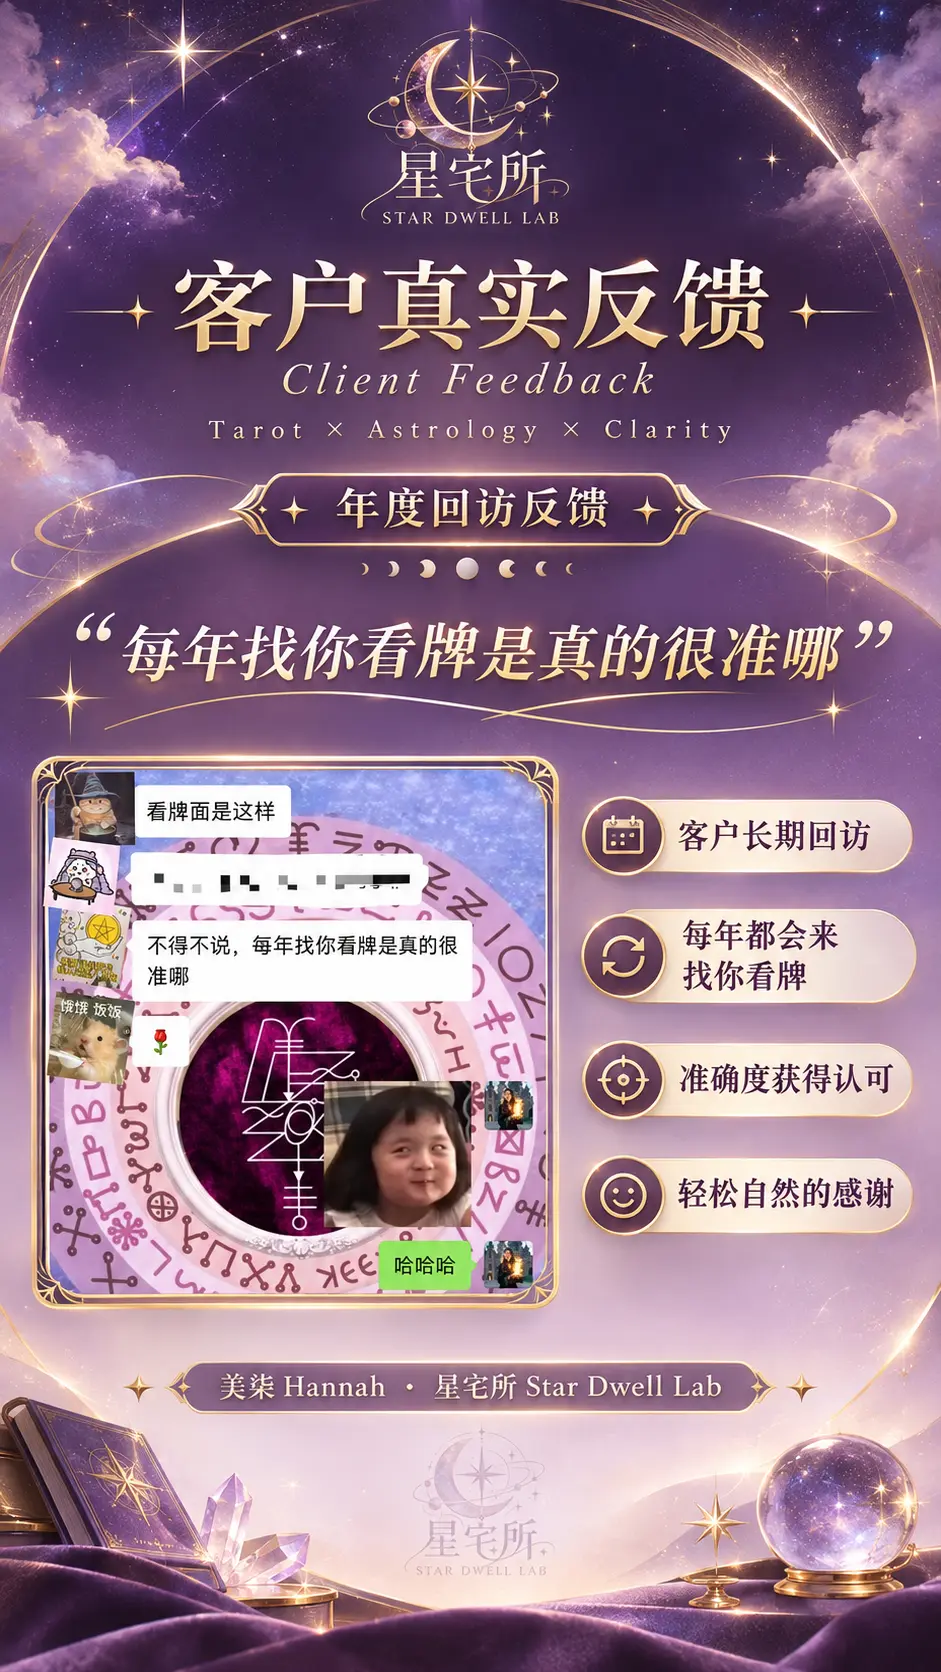 星宅所
STAR DWELL LAB
客户真实反馈
Client Feedback
Tarot × Astrology × Clarity
年度回访反馈
“每年找你看牌是真的很准哪”
看牌面是这样
不得不说，每年找你看牌是真的很
准哪
饿饿 饭饭
哈哈哈
客户长期回访
每年都会来
找你看牌
准确度获得认可
轻松自然的感谢
美柒 Hannah · 星宅所 Star Dwell Lab
星宅所
STAR DWELL LAB